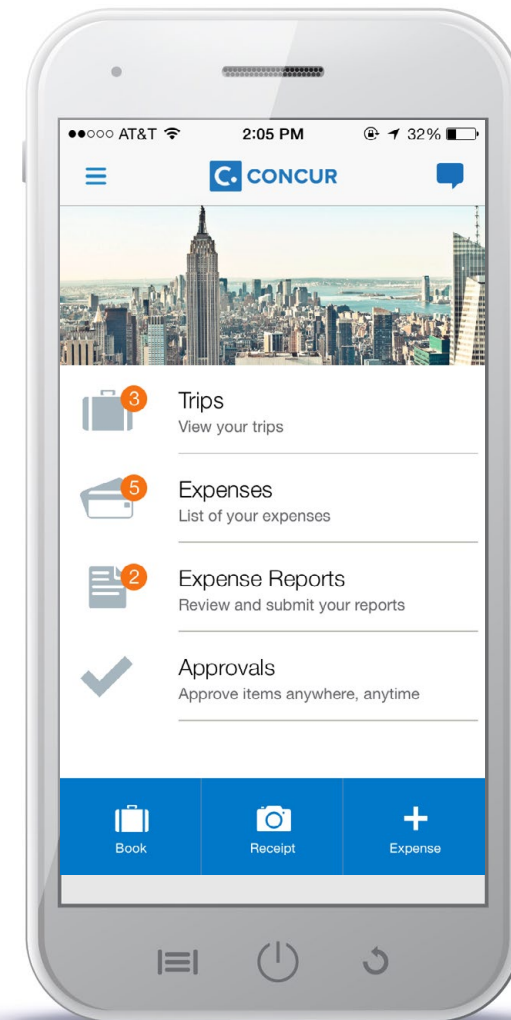 AT&T 2:05 PM 32%
C. CONCUR
3
Trips
View your trips
5
Expenses
List of your expenses
2
Expense Reports
Review and submit your reports
Approvals
Approve items anywhere, anytime
Book Receipt Expense